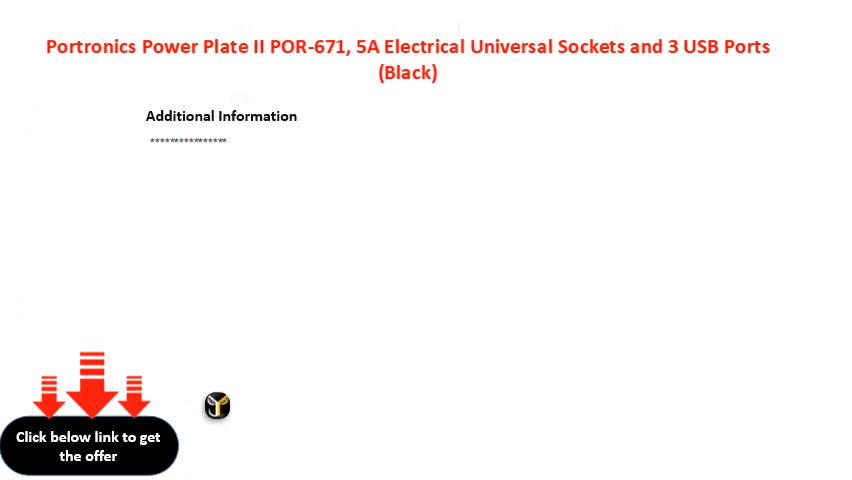 Portronics Power Plate II POR-671, 5A Electrical Universal Sockets and 3 USB Ports
(Black)
Additional Information
****************
Click below link to get
the offer